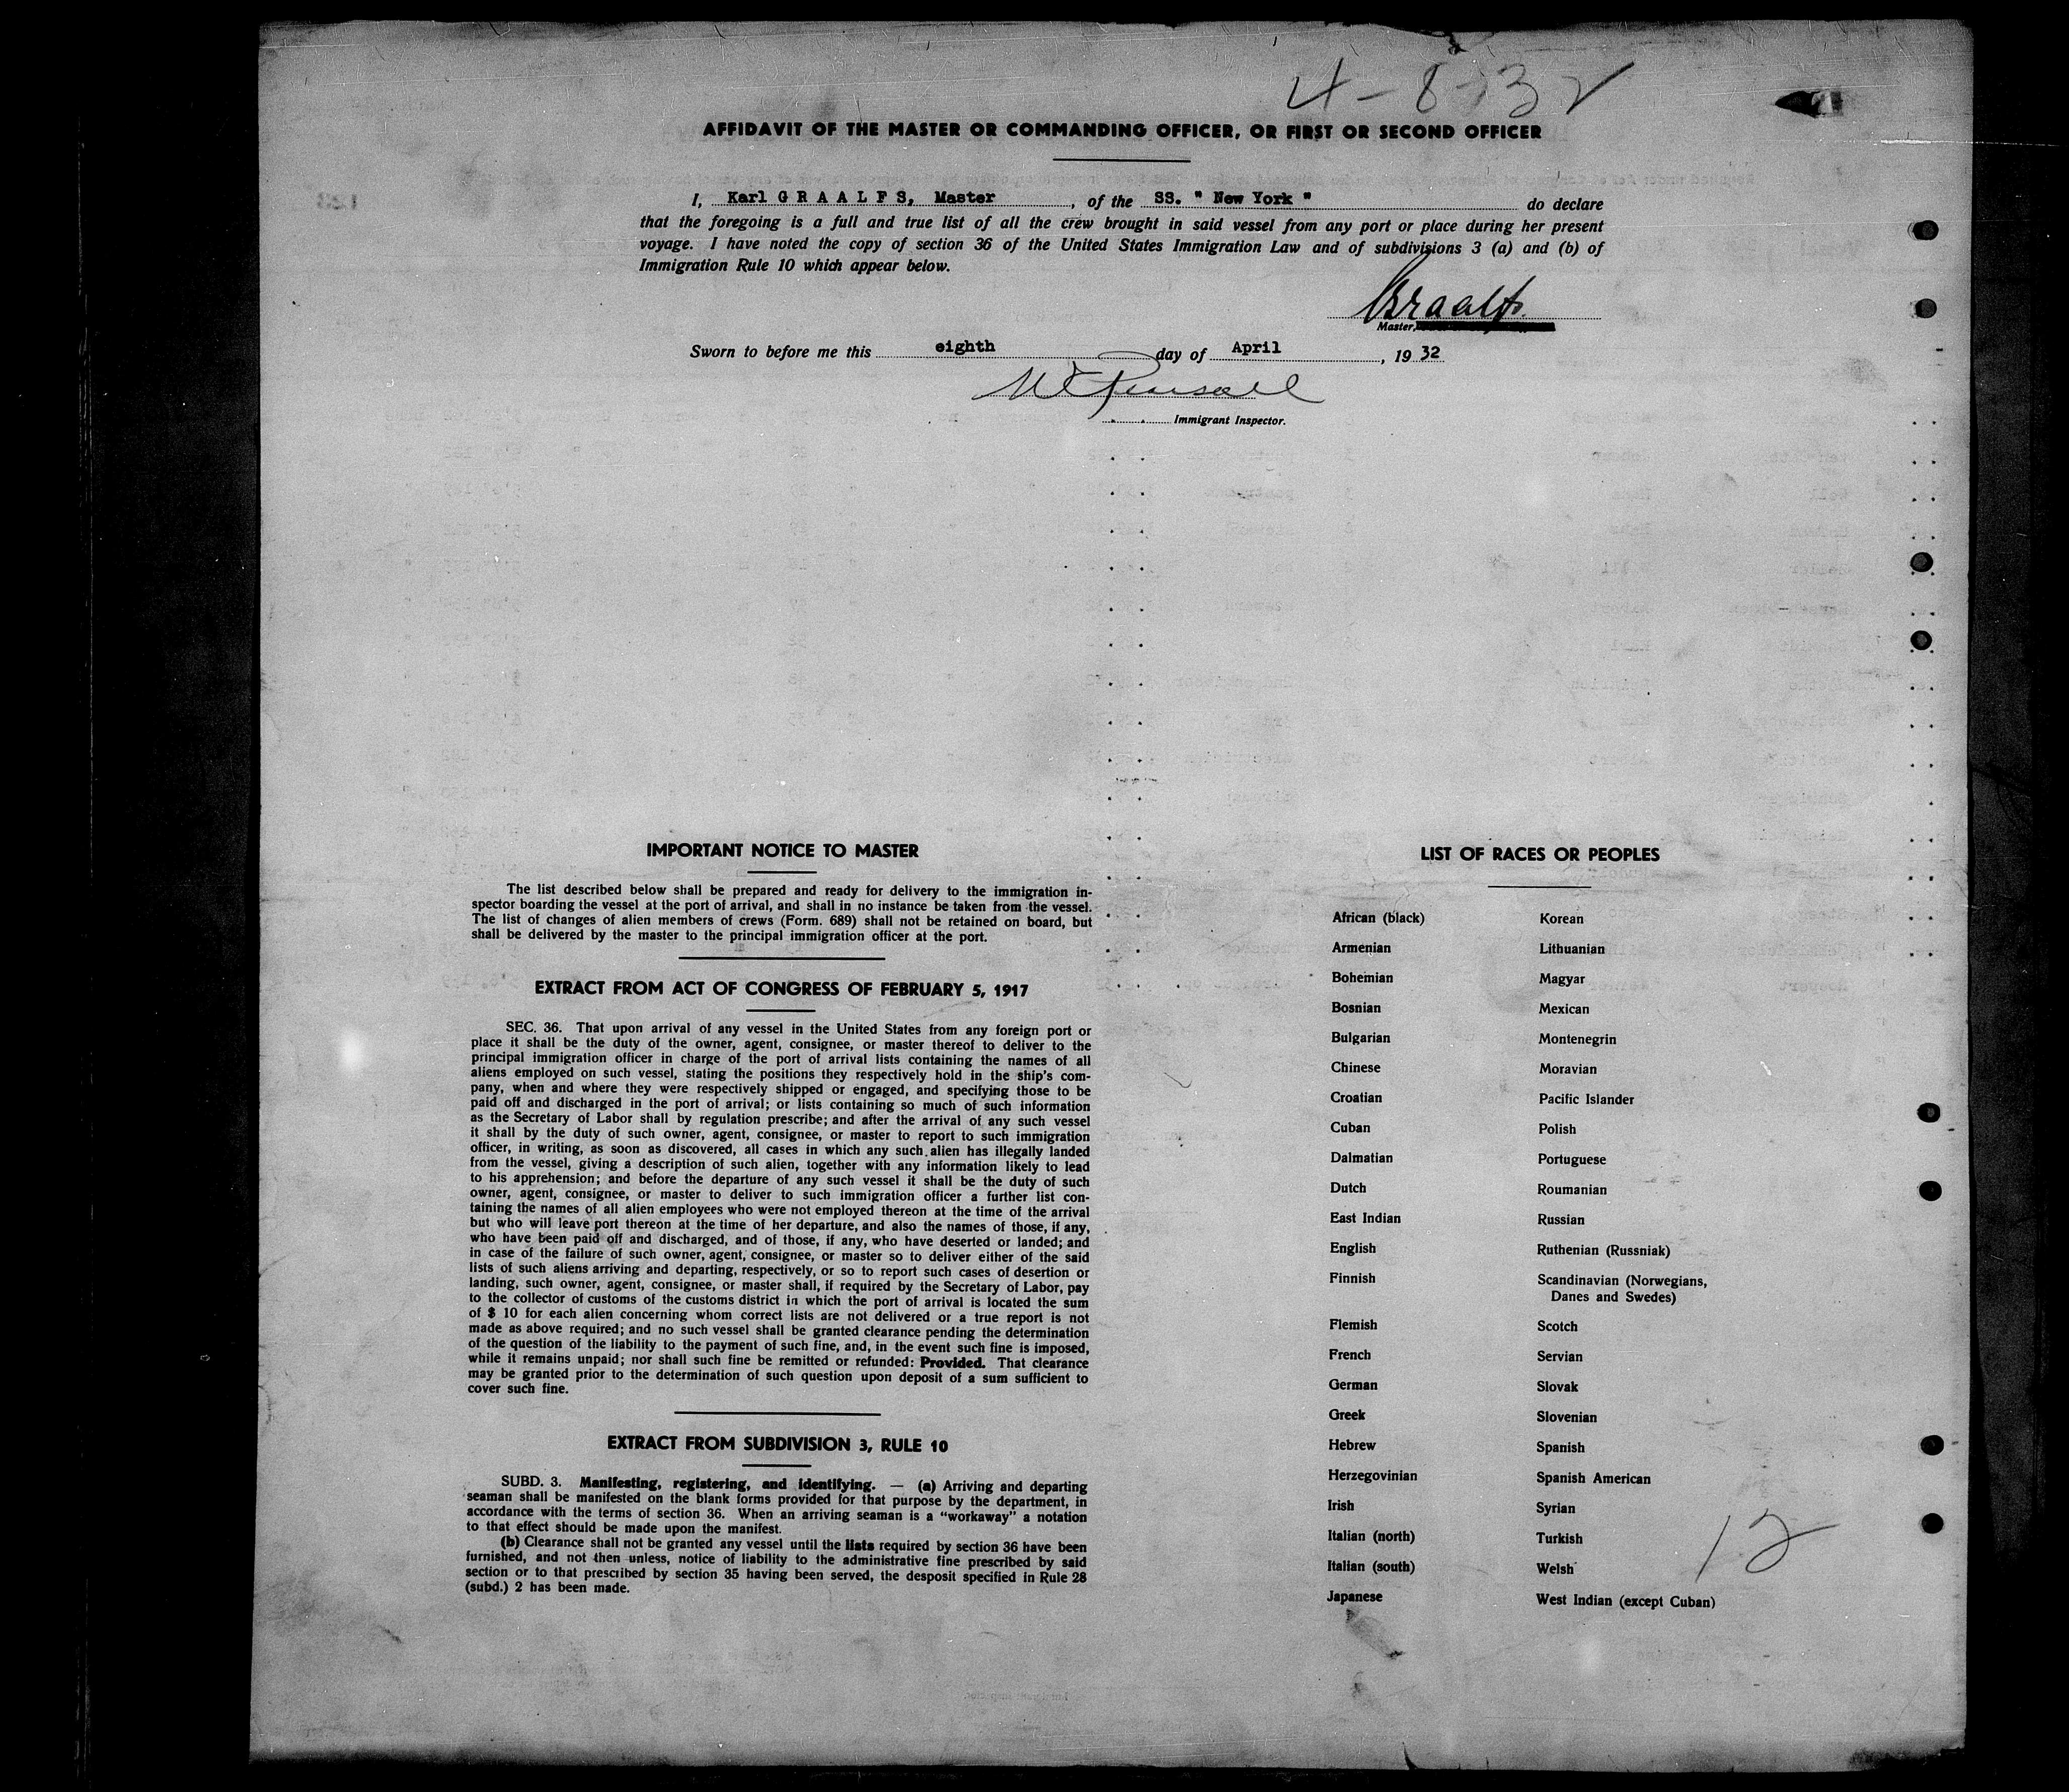 4-8-32
AFFIDAVIT OF THE MASTER OR COMMANDING OFFICER, OR FIRST OR SECOND OFFICER
I, Karl G R A A L F S, Master , of the SS. " New York " do declare
that the foregoing is a full and true list of all the crew brought in said vessel from any port or place during her present
voyage. I have noted the copy of section 36 of the United States Immigration Law and of subdivisions 3 (a) and (b) of
Immigration Rule 10 which appear below.
Graalfs.
Master,
Sworn to before me this eighth day of April , 19 32
Immigrant Inspector.
IMPORTANT NOTICE TO MASTER
The list described below shall be prepared and ready for delivery to the immigration in-
spector boarding the vessel at the port of arrival, and shall in no instance be taken from the vessel.
The list of changes of alien members of crews (Form. 689) shall not be retained on board, but
shall be delivered by the master to the principal immigration officer at the port.
EXTRACT FROM ACT OF CONGRESS OF FEBRUARY 5, 1917
SEC. 36. That upon arrival of any vessel in the United States from any foreign port or
place it shall be the duty of the owner, agent, consignee, or master thereof to deliver to the
principal immigration officer in charge of the port of arrival lists containing the names of all
aliens employed on such vessel, stating the positions they respectively hold in the ship's com-
pany, when and where they were respectively shipped or engaged, and specifying those to be
paid off and discharged in the port of arrival; or lists containing so much of such information
as the Secretary of Labor shall by regulation prescribe; and after the arrival of any such vessel
it shall by the duty of such owner, agent, consignee, or master to report to such immigration
officer, in writing, as soon as discovered, all cases in which any such alien has illegally landed
from the vessel, giving a description of such alien, together with any information likely to lead
to his apprehension; and before the departure of any such vessel it shall be the duty of such
owner, agent, consignee, or master to deliver to such immigration officer a further list con-
taining the names of all alien employees who were not employed thereon at the time of the arrival
but who will leave port thereon at the time of her departure, and also the names of those, if any,
who have been paid off and discharged, and of those, if any, who have deserted or landed; and
in case of the failure of such owner, agent, consignee, or master so to deliver either of the said
lists of such aliens arriving and departing, respectively, or so to report such cases of desertion or
landing, such owner, agent, consignee, or master shall, if required by the Secretary of Labor, pay
to the collector of customs of the customs district in which the port of arrival is located the sum
of $ 10 for each alien concerning whom correct lists are not delivered or a true report is not
made as above required; and no such vessel shall be granted clearance pending the determination
of the question of the liability to the payment of such fine, and, in the event such fine is imposed,
while it remains unpaid; nor shall such fine be remitted or refunded: Provided. That clearance
may be granted prior to the determination of such question upon deposit of a sum sufficient to
cover such fine.
EXTRACT FROM SUBDIVISION 3, RULE 10
SUBD. 3. Manifesting, registering, and identifying. — (a) Arriving and departing
seaman shall be manifested on the blank forms provided for that purpose by the department, in
accordance with the terms of section 36. When an arriving seaman is a "workaway" a notation
to that effect should be made upon the manifest.
(b) Clearance shall not be granted any vessel until the lists required by section 36 have been
furnished, and not then unless, notice of liability to the administrative fine prescribed by said
section or to that prescribed by section 35 having been served, the desposit specified in Rule 28
(subd.) 2 has been made.
LIST OF RACES OR PEOPLES
African (black) Korean
Armenian Lithuanian
Bohemian Magyar
Bosnian Mexican
Bulgarian Montenegrin
Chinese Moravian
Croatian Pacific Islander
Cuban Polish
Dalmatian Portuguese
Dutch Roumanian
East Indian Russian
English Ruthenian (Russniak)
Finnish Scandinavian (Norwegians,
Danes and Swedes)
Flemish Scotch
French Servian
German Slovak
Greek Slovenian
Hebrew Spanish
Herzegovinian Spanish American
Irish Syrian
Italian (north) Turkish
Italian (south) Welsh
Japanese West Indian (except Cuban)
12